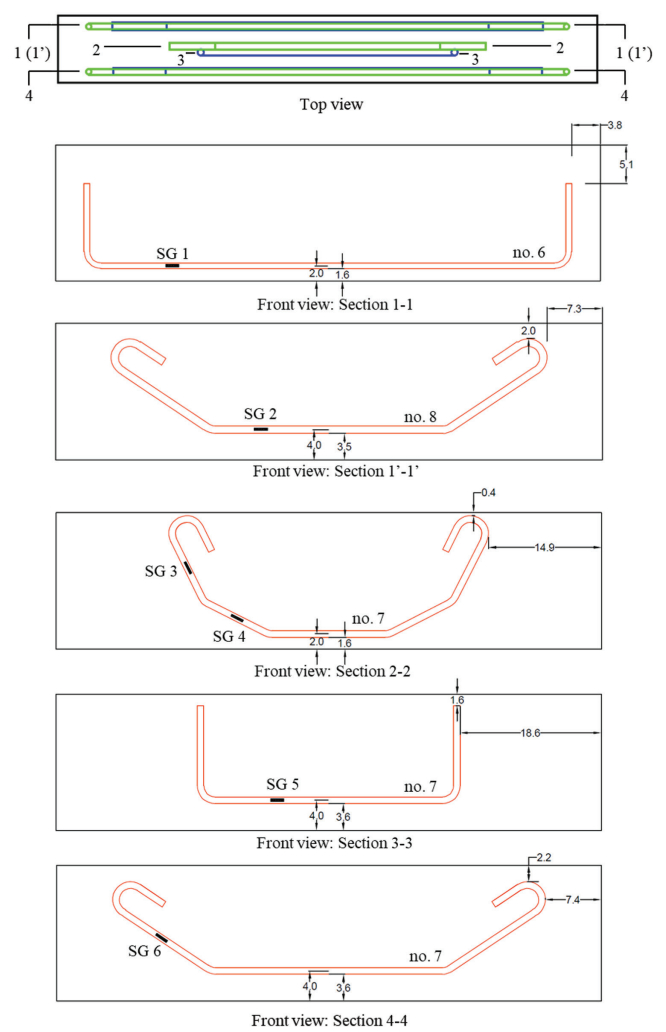 1 (1’) 2 3 3 2 1 (1’)
4 4
Top view
3.8
5.1
SG 1 no. 6
2.0 1.6
Front view: Section 1-1
7.3
2.0
SG 2 no. 8
4.0 3.5
Front view: Section 1’-1’
0.4
14.9
SG 3
SG 4 no. 7
2.0 1.6
Front view: Section 2-2
1.6
18.6
SG 5 no. 7
4.0 3.6
Front view: Section 3-3
2.2
7.4
SG 6 no. 7
4.0 3.6
Front view: Section 4-4